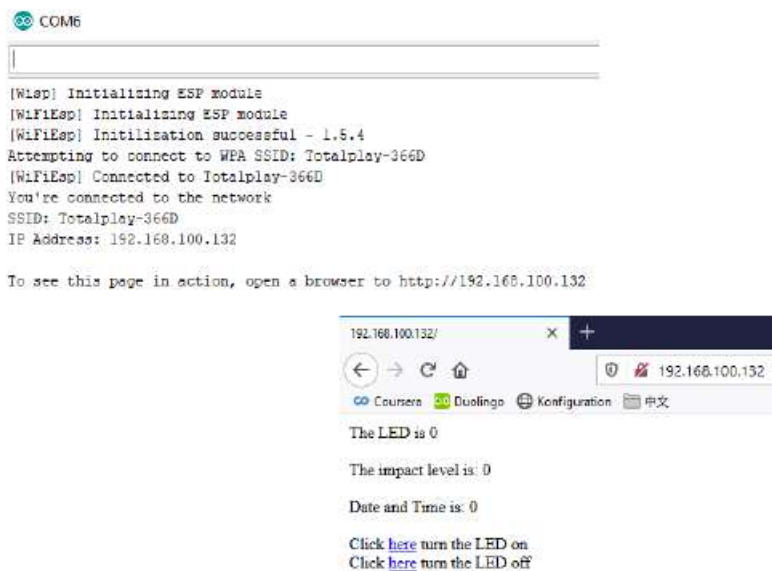 COM6
[Wisp] Initializing ESP module
[WiFiEsp] Initializing ESP module
[WiFiEsp] Initilization successful - 1.5.4
Attempting to connect to WPA SSID: Totalplay-366D
[WiFiEsp] Connected to Totalplay-366D
You're connected to the network
SSID: Totalplay-366D
IP Address: 192.168.100.132
To see this page in action, open a browser to http://192.168.100.132
192.168.100.132/
192.168.100.132
Coursera Duolingo Konfiguration 中文
The LED is 0
The impact level is: 0
Date and Time is: 0
Click here turn the LED on
Click here turn the LED off